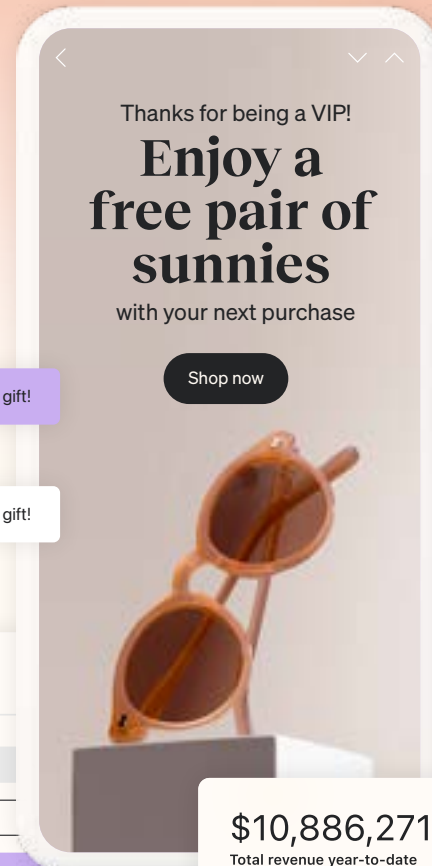 Thanks for being a VIP!
Enjoy a
free pair of
sunnies
with your next purchase
Shop now
gift!
gift!
$10,886,271
Total revenue year-to-date